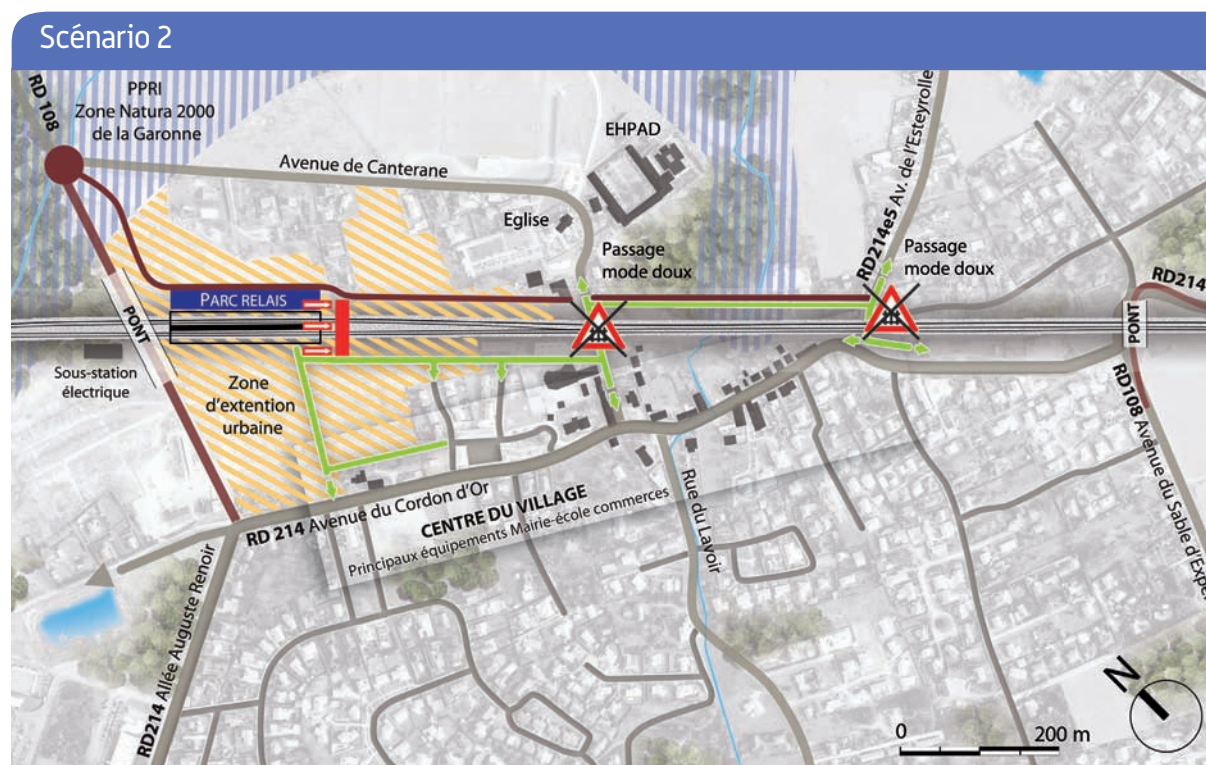 Scénario 2
RD 108
PPRI
Zone Natura 2000
de la Garonne
Avenue de Canterane
EHPAD
Eglise
Passage
mode doux
RD214e5 Av. de l'Esteyrolle
Passage
mode doux
RD214
PARC RELAIS
PONT
PONT
Sous-station
électrique
Zone
d'extention
urbaine
RD 214 Avenue du Cordon d'Or
CENTRE DU VILLAGE
Principaux équipements Mairie-école commerces
Rue du Lavoir
RD108 Avenue du Sable d'Exper
RD214 Allée Auguste Renoir
N
0 200 m